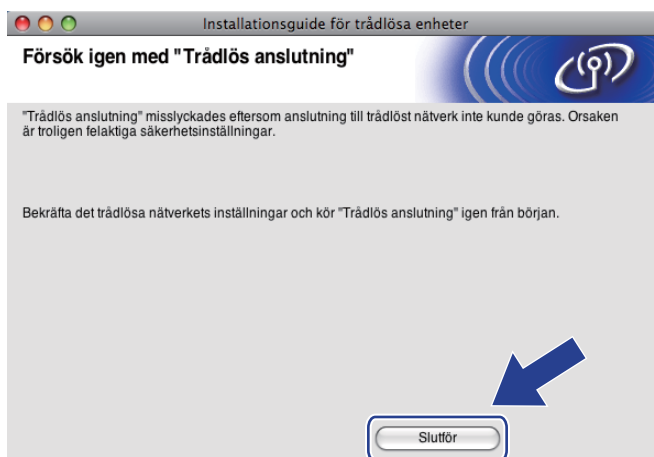 Installationsguide för trådlösa enheter
Försök igen med "Trådlös anslutning"
"Trådlös anslutning" misslyckades eftersom anslutning till trådlöst nätverk inte kunde göras. Orsaken
är troligen felaktiga säkerhetsinställningar.
Bekräfta det trådlösa nätverkets inställningar och kör "Trådlös anslutning" igen från början.
Slutför